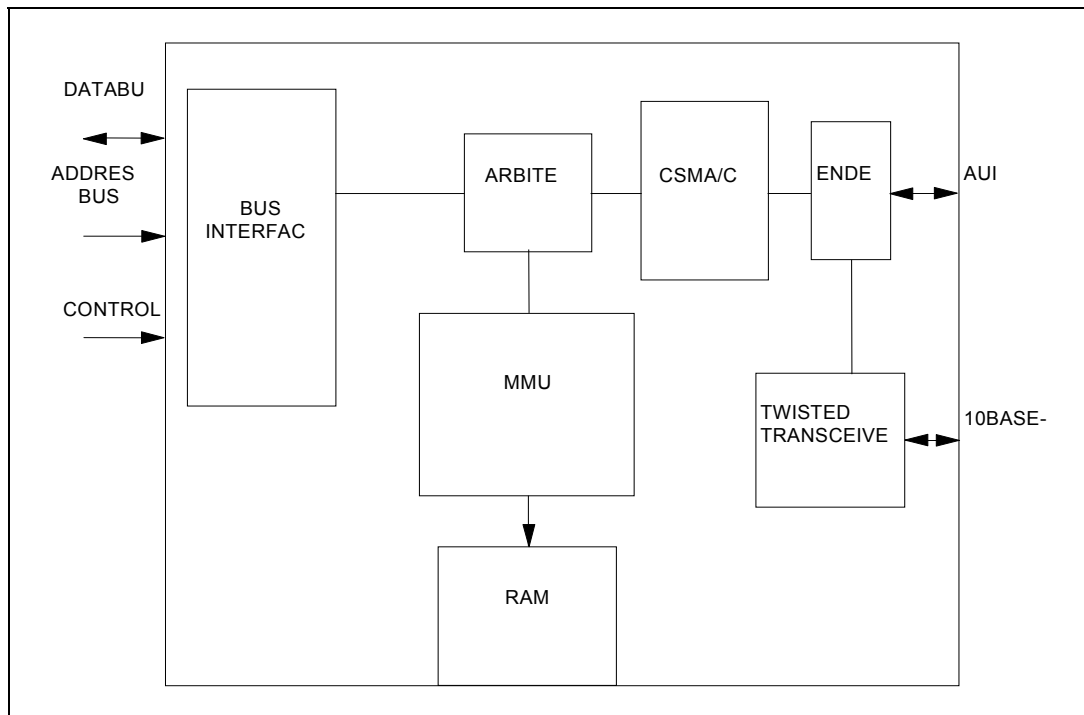 DATABU
ADDRES
BUS
CONTROL
BUS
INTERFAC
ARBITE
CSMA/C
ENDE
AUI
MMU
TWISTED
TRANSCEIVE
10BASE-
RAM